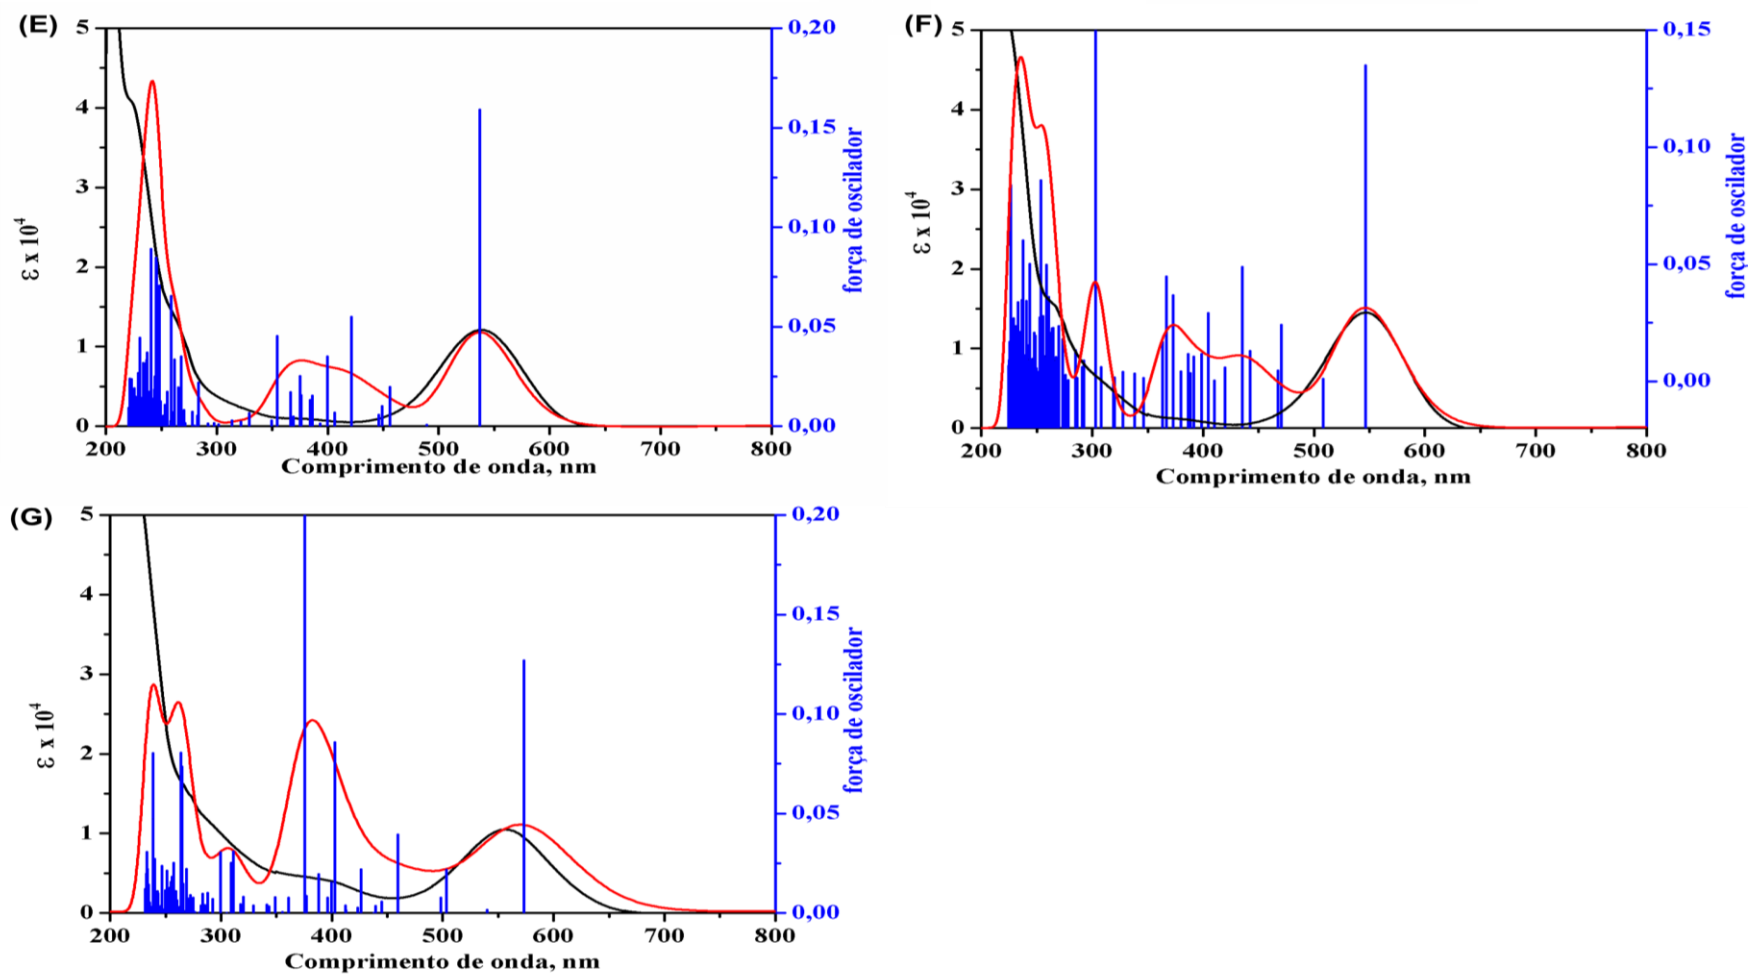 (E)
5
4
3
2
1
0
ε x 10⁴
0,20
0,15
0,10
0,05
0,00
força de oscilador
200 300 400 500 600 700 800
Comprimento de onda, nm
(F)
5
4
3
2
1
0
ε x 10⁴
0,15
0,10
0,05
0,00
força de oscilador
200 300 400 500 600 700 800
Comprimento de onda, nm
(G)
5
4
3
2
1
0
ε x 10⁴
0,20
0,15
0,10
0,05
0,00
força de oscilador
200 300 400 500 600 700 800
Comprimento de onda, nm